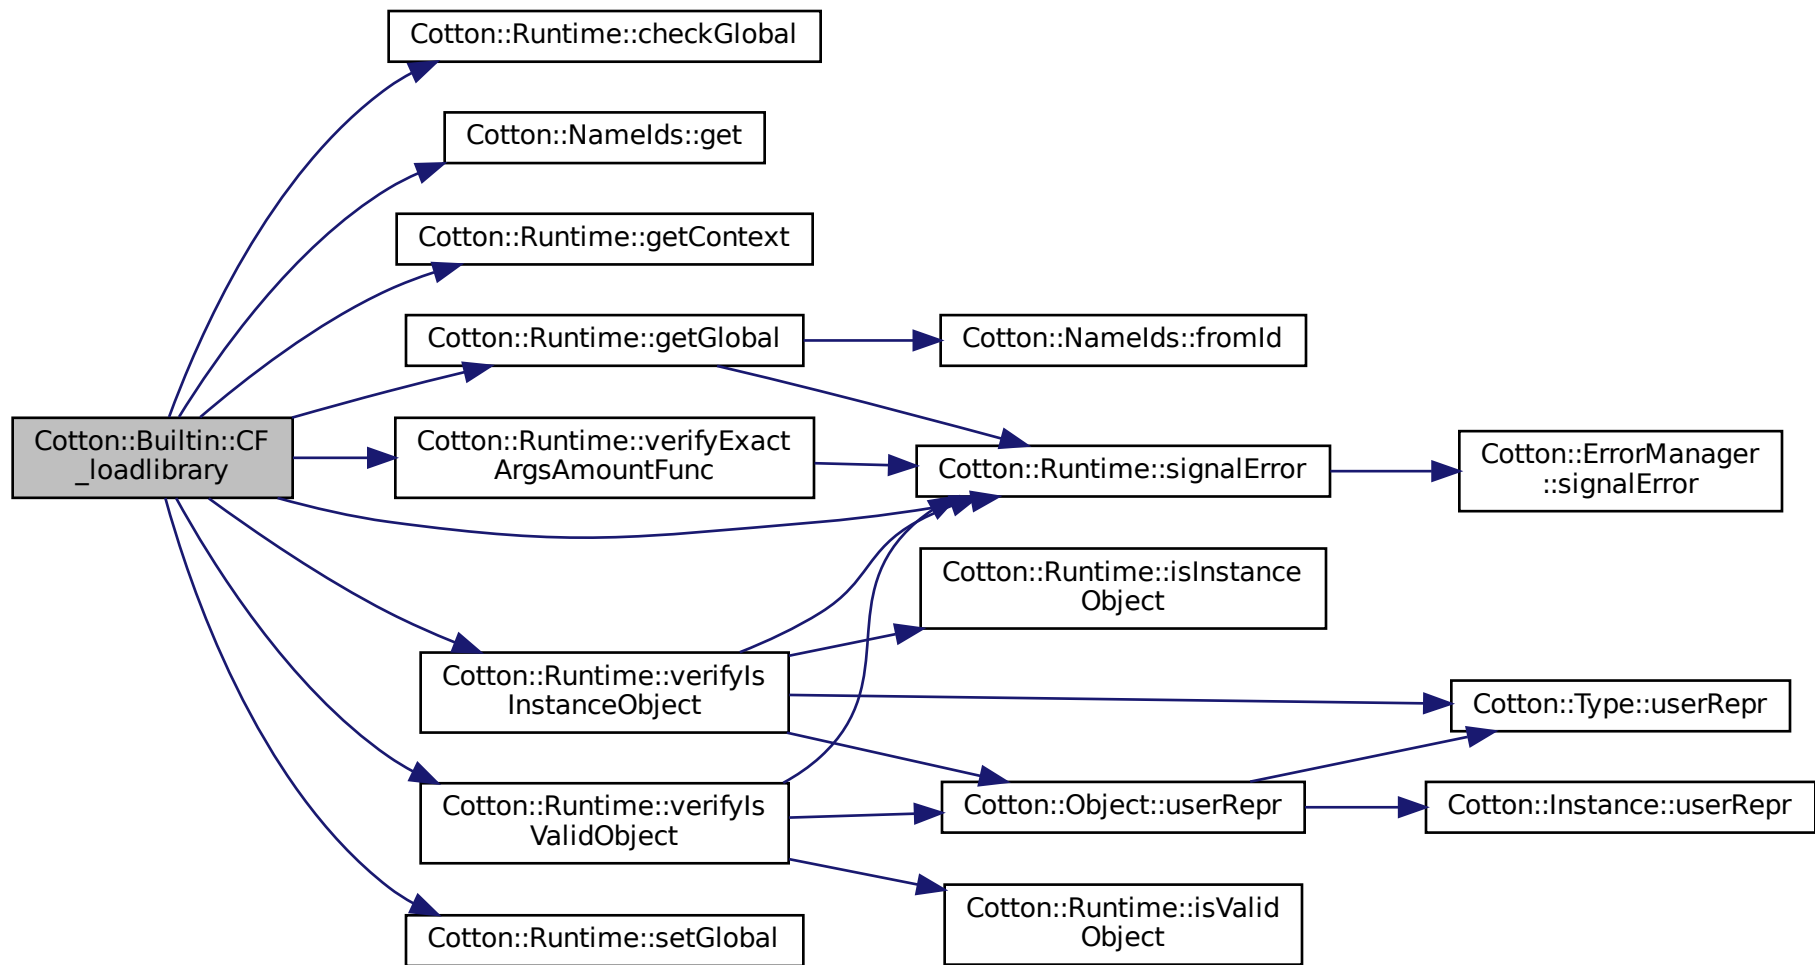 Cotton::Runtime::checkGlobal
Cotton::NameIds::get
Cotton::Runtime::getContext
Cotton::Runtime::getGlobal
Cotton::NameIds::fromId
Cotton::Builtin::CF
_loadlibrary
Cotton::Runtime::verifyExact
ArgsAmountFunc
Cotton::Runtime::signalError
Cotton::ErrorManager
::signalError
Cotton::Runtime::isInstance
Object
Cotton::Runtime::verifyIs
InstanceObject
Cotton::Type::userRepr
Cotton::Runtime::verifyIs
ValidObject
Cotton::Object::userRepr
Cotton::Instance::userRepr
Cotton::Runtime::isValid
Object
Cotton::Runtime::setGlobal